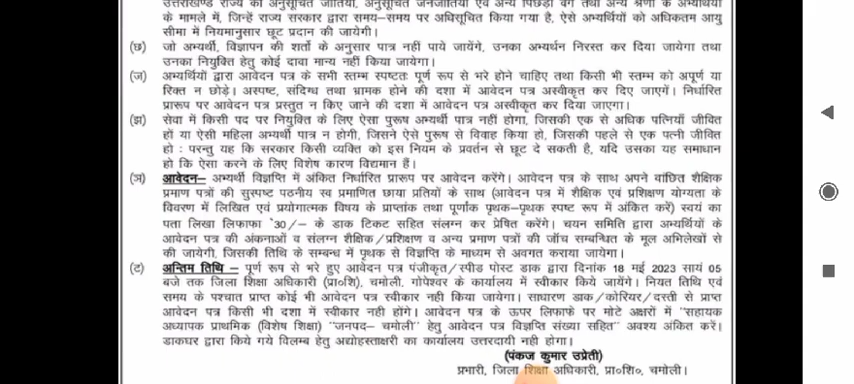 उत्तराखण्ड राज्य की अनुसूचित जातियों, अनुसूचित जनजातियों एवं अन्य पिछड़ा वर्ग तथा अन्य श्रेणी के अभ्यर्थियों
के मामले में, जिन्हें राज्य सरकार द्वारा समय–समय पर अधिसूचित किया गया है, ऐसे अभ्यर्थियों को अधिकतम आयु
सीमा में नियमानुसार छूट प्रदान की जायेगी।
(छ) जो अभ्यर्थी, विज्ञापन की शर्तो के अनुसार पात्र नहीं पाये जायेंगे, उनका अभ्यर्थन निरस्त कर दिया जायेगा तथा
उनका नियुक्ति हेतु कोई दावा मान्य नहीं किया जायेगा।
(ज) अभ्यर्थियों द्वारा आवेदन पत्र के सभी स्तम्भ स्पष्टतः पूर्ण रूप से भरे होने चाहिए तथा किसी भी स्तम्भ को अपूर्ण या
रिक्त न छोड़े। अस्पष्ट, संदिग्ध तथा भ्रामक होने की दशा में आवेदन पत्र अस्वीकृत कर दिए जाएगें। निर्धारित
प्रारूप पर आवेदन पत्र प्रस्तुत न किए जाने की दशा में आवेदन पत्र अस्वीकृत कर दिया जाएगा।
(झ) सेवा में किसी पद पर नियुक्ति के लिए ऐसा पुरूष अभ्यर्थी पात्र नहीं होगा, जिसकी एक से अधिक पत्नियाँ जीवित
हों या ऐसी महिला अभ्यर्थी पात्र न होगी, जिसने ऐसे पुरूष से विवाह किया हो, जिसकी पहले से एक पत्नी जीवित
हो : परन्तु यह कि सरकार किसी व्यक्ति को इस नियम के प्रवर्तन से छूट दे सकती है, यदि उसका यह समाधान
हो कि ऐसा करने के लिए विशेष कारण विद्यमान हैं।
(ञ) आवेदन– अभ्यर्थी विज्ञप्ति में अंकित निर्धारित प्रारूप पर आवेदन करेंगे। आवेदन पत्र के साथ अपने वांछित शैक्षिक
प्रमाण पत्रों की सुस्पष्ट पठनीय स्व प्रमाणित छाया प्रतियों के साथ (आवेदन पत्र में शैक्षिक एवं प्रशिक्षण योग्यता के
विवरण में लिखित एवं प्रयोगात्मक विषय के प्राप्तांक तथा पूर्णांक पृथक–पृथक स्पष्ट रूप में अंकित करें) स्वयं का
पता लिखा लिफाफा `30/– के डाक टिकट सहित संलग्न कर प्रेषित करेंगे। चयन समिति द्वारा अभ्यर्थियों के
आवेदन पत्र की अंकनाओं व संलग्न शैक्षिक/प्रशिक्षण व अन्य प्रमाण पत्रों की जाँच सम्बन्धित के मूल अभिलेखों से
की जायेगी, जिसकी तिथि के सम्बन्ध में पृथक से विज्ञप्ति के माध्यम से अवगत कराया जायेगा।
(ट) अन्तिम तिथि – पूर्ण रूप से भरे हुए आवेदन पत्र पंजीकृत/स्पीड पोस्ट डाक द्वारा दिनांक 18 मई 2023 सायं 05
बजे तक जिला शिक्षा अधिकारी (प्रा०शि), चमोली, गोपेश्वर के कार्यालय में स्वीकार किये जायेंगे। नियत तिथि एवं
समय के पश्चात प्राप्त कोई भी आवेदन पत्र स्वीकार नही किया जायेगा। साधारण डाक/कोरियर/दस्ती से प्राप्त
आवेदन पत्र किसी भी दशा में स्वीकार नही होंगे। आवेदन पत्र के ऊपर लिफाफे पर मोटे अक्षरों में "सहायक
अध्यापक प्राथमिक (विशेष शिक्षा) "जनपद– चमोली" हेतु आवेदन पत्र विज्ञप्ति संख्या सहित" अवश्य अंकित करें।
डाकघर द्वारा किये गये विलम्ब हेतु अद्योहस्ताक्षरी का कार्यालय उत्तरदायी नही होगा।
(पंकज कुमार उप्रेती)
प्रभारी, जिला शिक्षा अधिकारी, प्रा०शि०, चमोली।